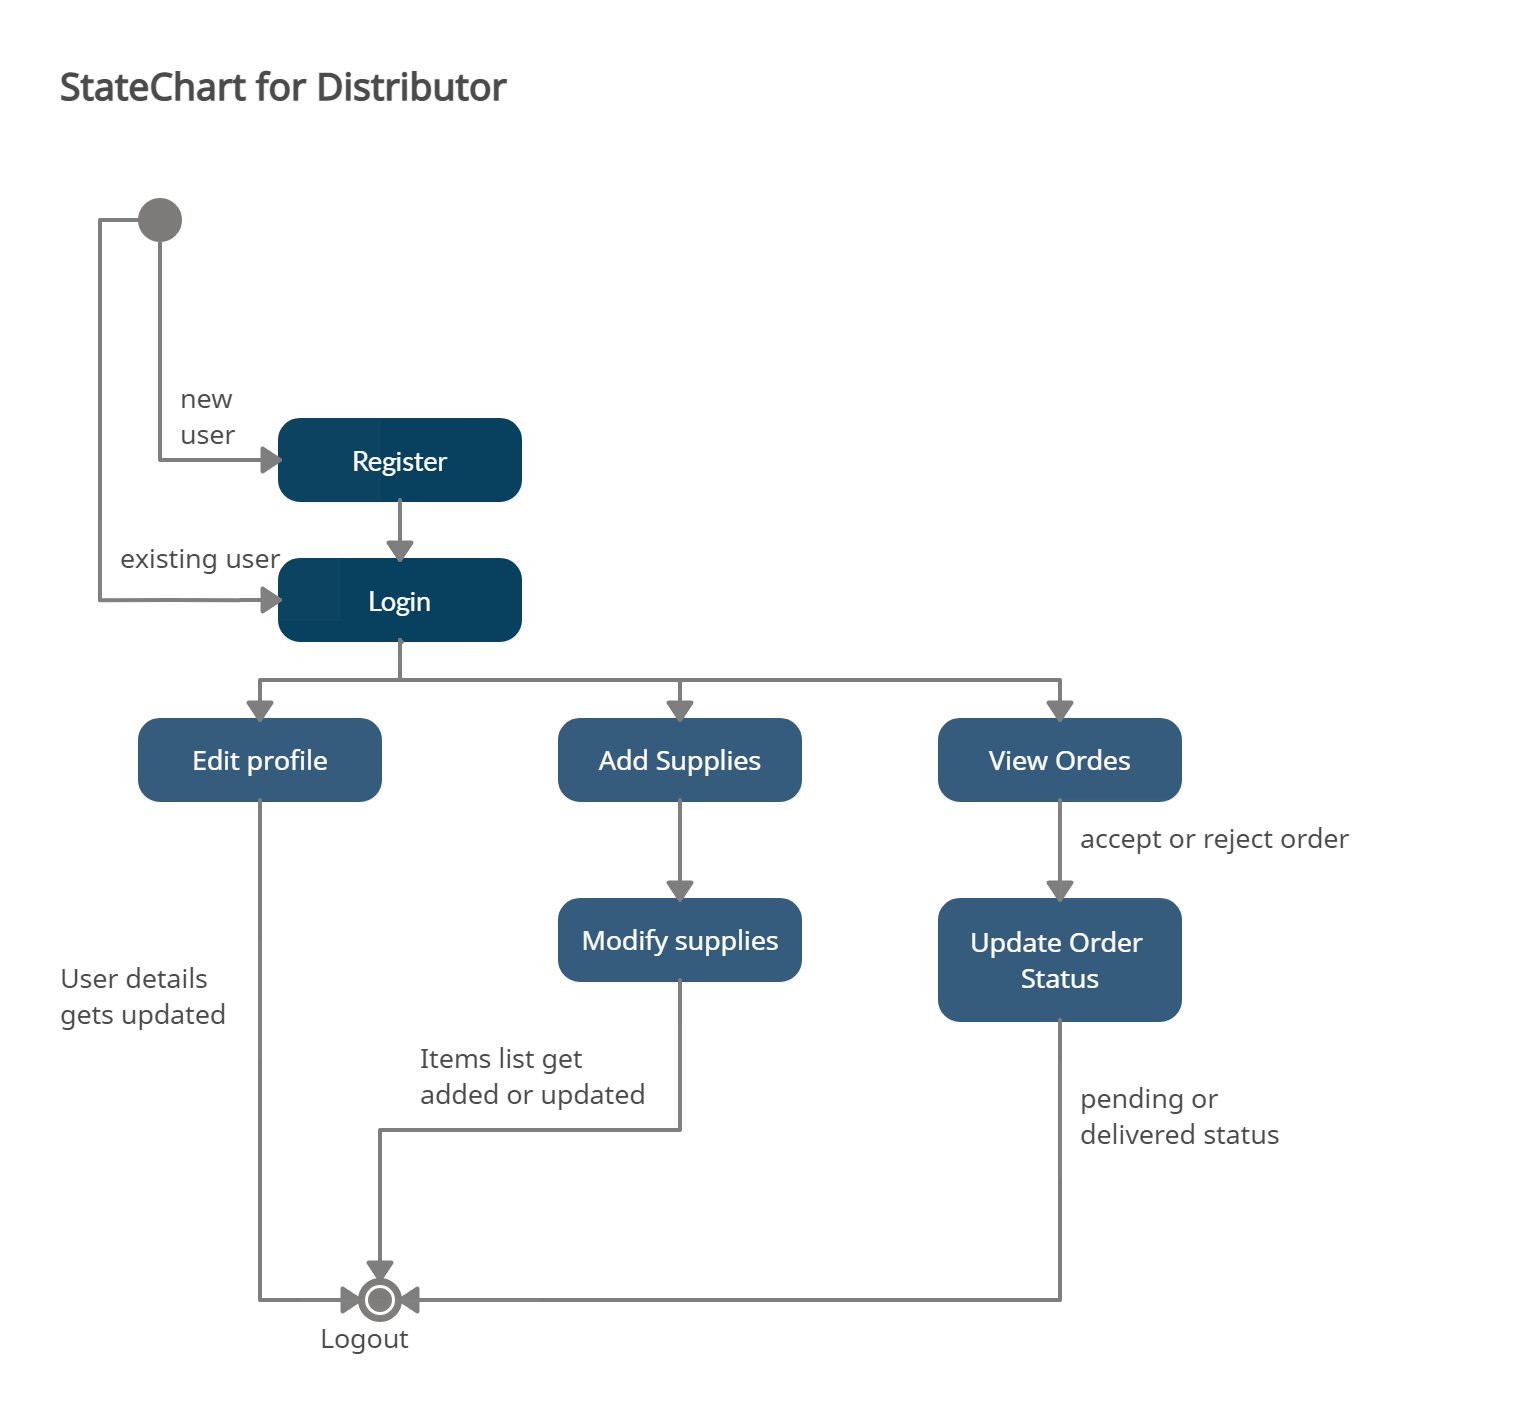 StateChart for Distributor
new
user
Register
existing user
Login
Edit profile
Add Supplies
View Ordes
accept or reject order
Modify supplies
Update Order
Status
User details
gets updated
Items list get
added or updated
pending or
delivered status
Logout